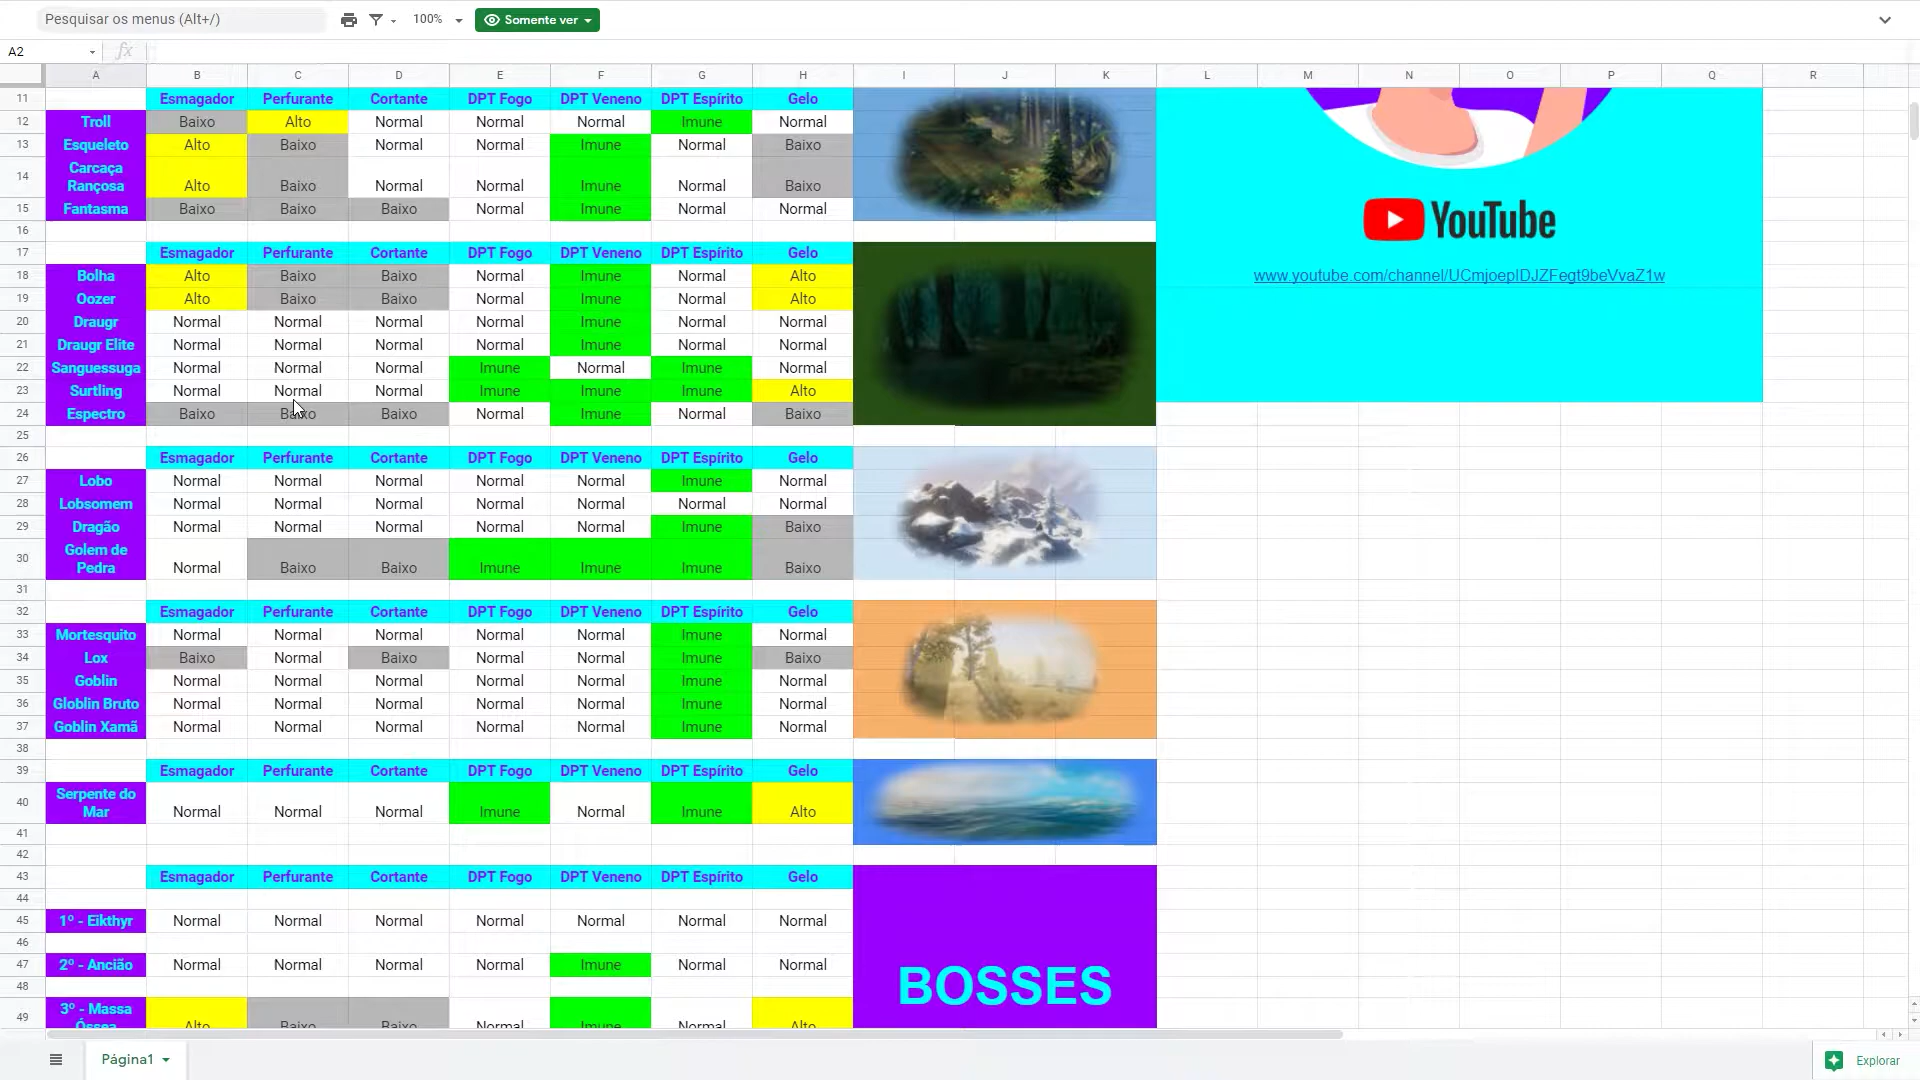 Pesquisar os menus (Alt+/)
100%
Somente ver
A2
fx
A B C D E F G H I J K L M N O P Q R
11 Esmagador Perfurante Cortante DPT Fogo DPT Veneno DPT Espírito Gelo
12 Troll Baixo Alto Normal Normal Normal Imune Normal
13 Esqueleto Alto Baixo Normal Normal Imune Normal Baixo
Carcaça
14 Rançosa Alto Baixo Normal Normal Imune Normal Baixo
15 Fantasma Baixo Baixo Baixo Normal Imune Normal Normal
16
17 Esmagador Perfurante Cortante DPT Fogo DPT Veneno DPT Espírito Gelo
18 Bolha Alto Baixo Baixo Normal Imune Normal Alto
19 Oozer Alto Baixo Baixo Normal Imune Normal Alto
20 Draugr Normal Normal Normal Normal Imune Normal Normal
21 Draugr Elite Normal Normal Normal Normal Imune Normal Normal
22 Sanguessuga Normal Normal Normal Imune Normal Imune Normal
23 Surtling Normal Normal Normal Imune Imune Imune Alto
24 Espectro Baixo Baixo Baixo Normal Imune Normal Baixo
25
26 Esmagador Perfurante Cortante DPT Fogo DPT Veneno DPT Espírito Gelo
27 Lobo Normal Normal Normal Normal Normal Imune Normal
28 Lobsomem Normal Normal Normal Normal Normal Normal Normal
29 Dragão Normal Normal Normal Normal Normal Imune Baixo
Golem de
30 Pedra Normal Baixo Baixo Imune Imune Imune Baixo
31
32 Esmagador Perfurante Cortante DPT Fogo DPT Veneno DPT Espírito Gelo
33 Mortesquito Normal Normal Normal Normal Normal Imune Normal
34 Lox Baixo Normal Baixo Normal Normal Imune Baixo
35 Goblin Normal Normal Normal Normal Normal Imune Normal
36 Globlin Bruto Normal Normal Normal Normal Normal Imune Normal
37 Goblin Xamã Normal Normal Normal Normal Normal Imune Normal
38
39 Esmagador Perfurante Cortante DPT Fogo DPT Veneno DPT Espírito Gelo
Serpente do
40 Mar Normal Normal Normal Imune Normal Imune Alto
41
42
43 Esmagador Perfurante Cortante DPT Fogo DPT Veneno DPT Espírito Gelo
44
45 1º - Eikthyr Normal Normal Normal Normal Normal Normal Normal
46
47 2º - Ancião Normal Normal Normal Normal Imune Normal Normal
48
3º - Massa
49 Óssea Alto Baixo Baixo Normal Imune Normal Alto
YouTube
www.youtube.com/channel/UCmjoepIDJZFegt9beVvaZ1w
BOSSES
Página1
Explorar